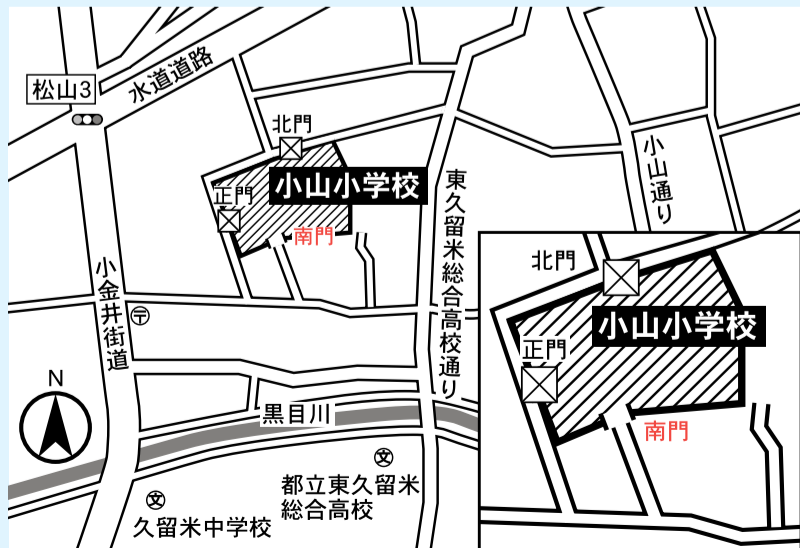 松山3
水道道路
北門
小山小学校
正門
南門
東久留米総合高校通り
小山通り
小金井街道
〒
N
黒目川
文
都立東久留米
総合高校
文
久留米中学校
北門
小山小学校
正門
南門